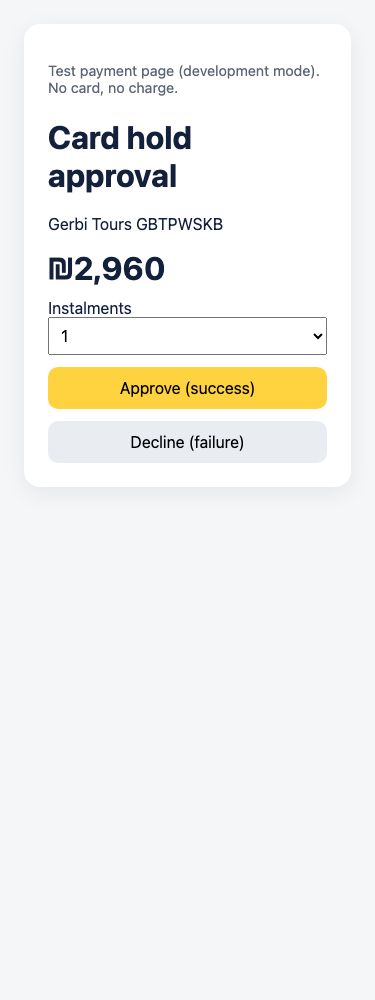 Test payment page (development mode).
No card, no charge.
Card hold
approval
Gerbi Tours GBTPWSKB
₪2,960
Instalments
1
Approve (success)
Decline (failure)